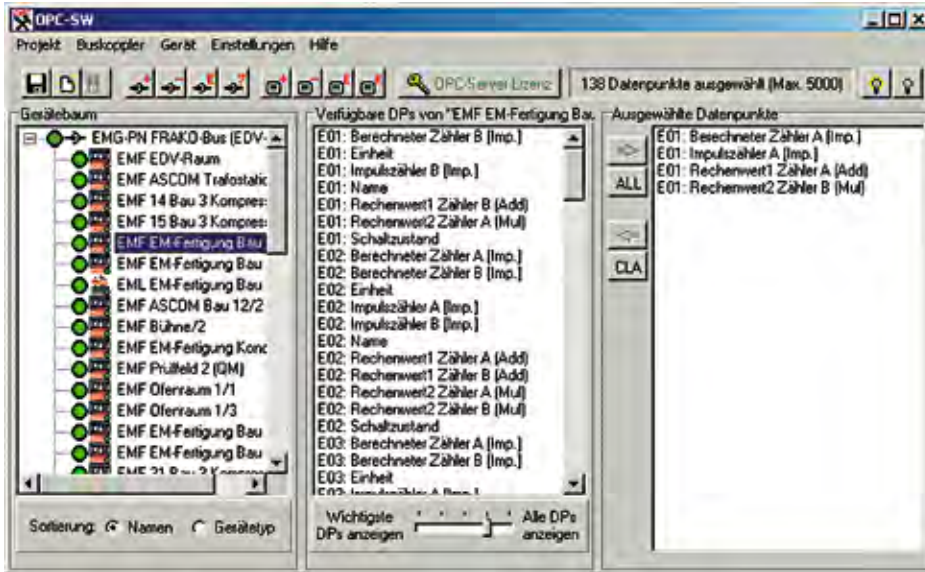 OPC-SW
Projekt Buskoppler Gerät Einstellungen Hilfe
OPC-Server Lizenz
138 Datenpunkte ausgewählt (Max. 5000)
Gerätebaum
EMG-PN FRAKO-Bus (EDV-
EMF EDV-Raum
EMF ASCOM Trafostatic
EMF 14 Bau 3 Kompres
EMF 15 Bau 3 Kompres
EMF EM-Fertigung Bau
EMF EM-Fertigung Bau
EML EM-Fertigung Bau
EMF ASCOM Bau 12/2
EMF Bühne/2
EMF EM-Fertigung Konc
EMF Prüffeld 2 (QM)
EMF Ofenraum 1/1
EMF Ofenraum 1/3
EMF EM-Fertigung Bau
EMF EM-Fertigung Bau
EMF 21 Bau 3 Kompres
Sortierung: Namen Gerätetyp
Verfügbare DPs von "EMF EM-Fertigung Bau
E01: Berechneter Zähler B [Imp.]
E01: Einheit
E01: Impulszähler B [Imp.]
E01: Name
E01: Rechenwert1 Zähler B (Add)
E01: Rechenwert2 Zähler A (Mul)
E01: Schaltzustand
E02: Berechneter Zähler A [Imp.]
E02: Berechneter Zähler B [Imp.]
E02: Einheit
E02: Impulszähler A [Imp.]
E02: Impulszähler B [Imp.]
E02: Name
E02: Rechenwert1 Zähler A (Add)
E02: Rechenwert1 Zähler B (Add)
E02: Rechenwert2 Zähler A (Mul)
E02: Rechenwert2 Zähler B (Mul)
E02: Schaltzustand
E03: Berechneter Zähler A [Imp.]
E03: Berechneter Zähler B [Imp.]
E03: Einheit
E03: Impulszähler A [Imp.]
Wichtigste DPs anzeigen
Alle DPs anzeigen
ALL
CLA
Ausgewählte Datenpunkte
E01: Berechneter Zähler A [Imp.]
E01: Impulszähler A [Imp.]
E01: Rechenwert1 Zähler A (Add)
E01: Rechenwert2 Zähler B (Mul)